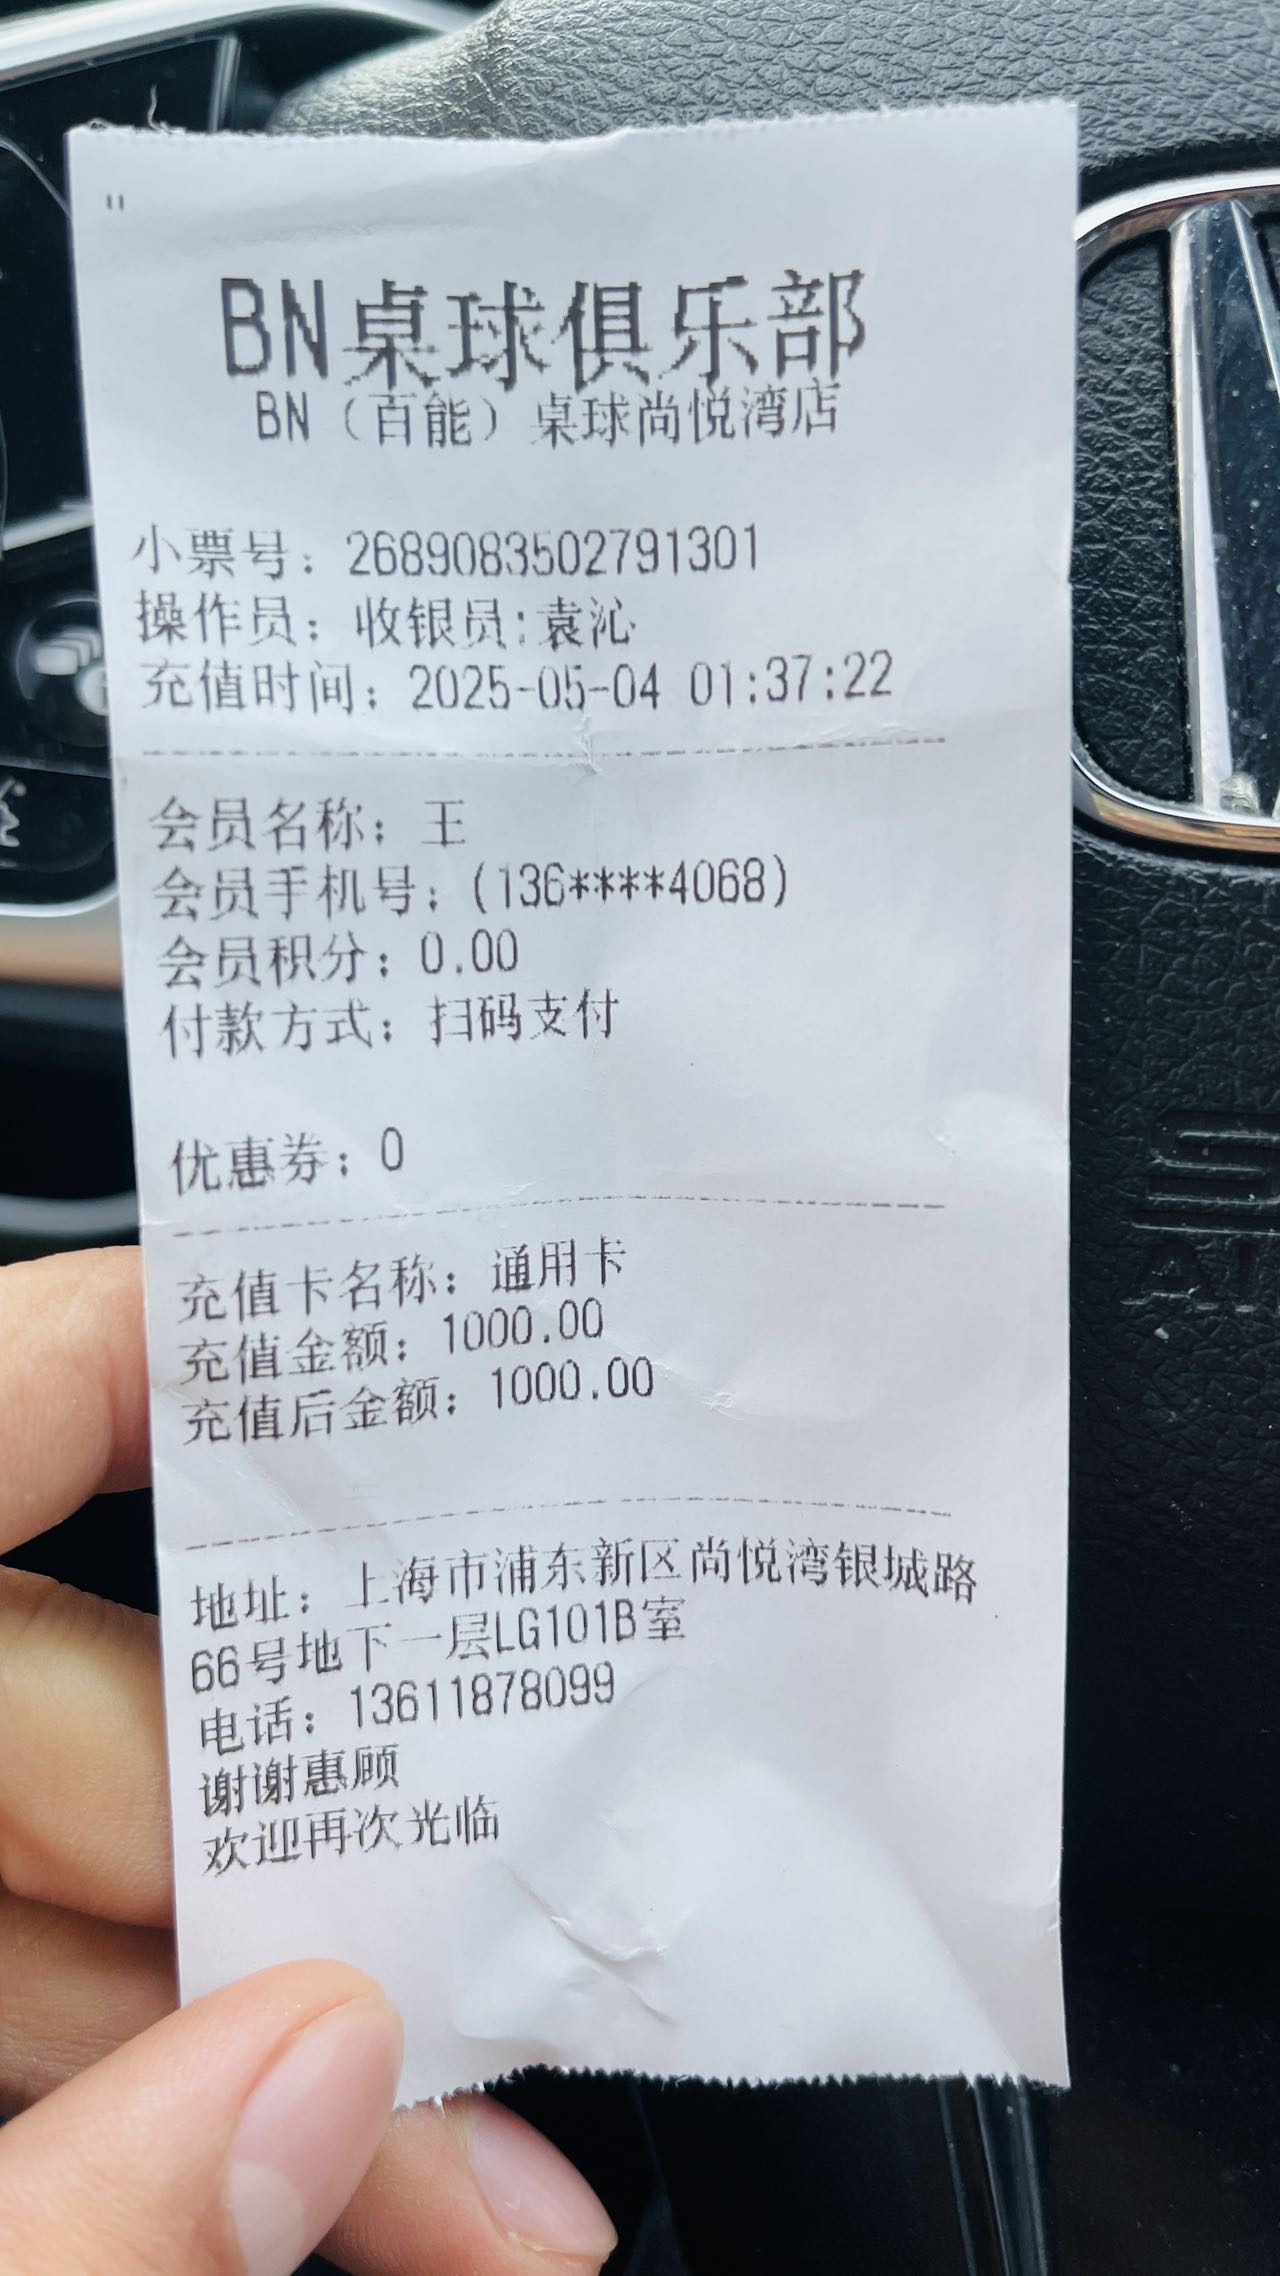 "
BN桌球俱乐部
BN（百能）桌球尚悦湾店
小票号：2689083502791301
操作员：收银员:袁沁
充值时间：2025-05-04 01:37:22
会员名称：王
会员手机号：(136****4068)
会员积分：0.00
付款方式：扫码支付
优惠券：0
充值卡名称：通用卡
充值金额：1000.00
充值后金额：1000.00
地址：上海市浦东新区尚悦湾银城路
66号地下一层LG101B室
电话：13611878099
谢谢惠顾
欢迎再次光临